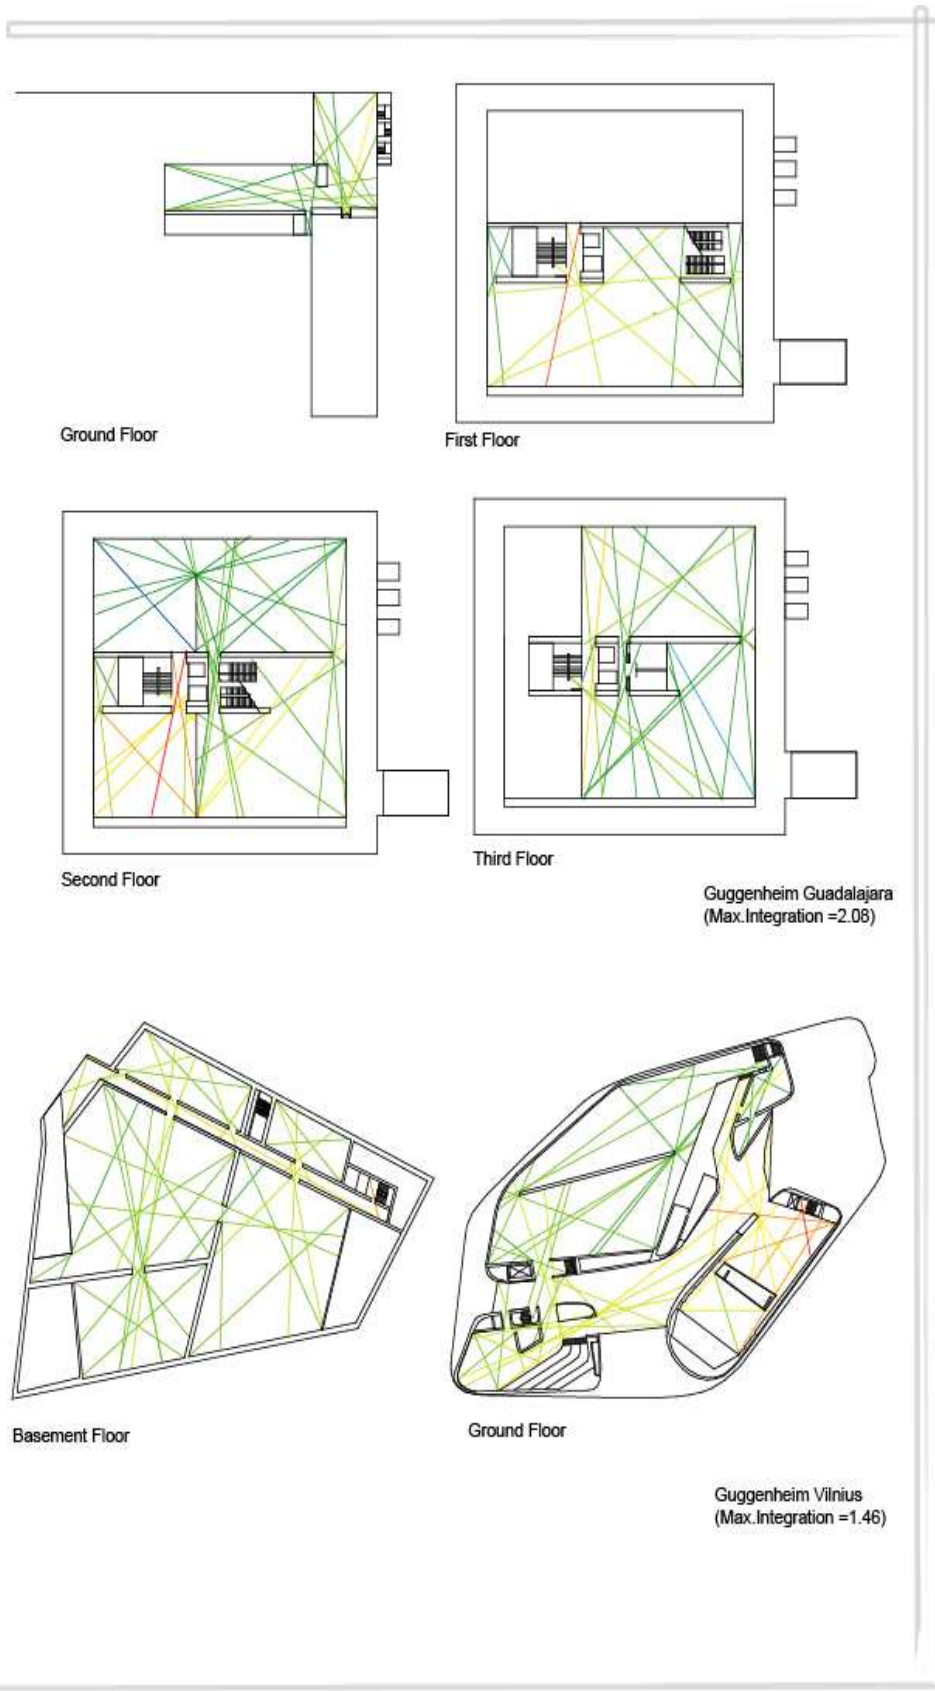 Ground Floor
First Floor
Second Floor
Third Floor
Guggenheim Guadalajara
(Max.Integration =2.08)
Basement Floor
Ground Floor
Guggenheim Vilnius
(Max.Integration =1.46)